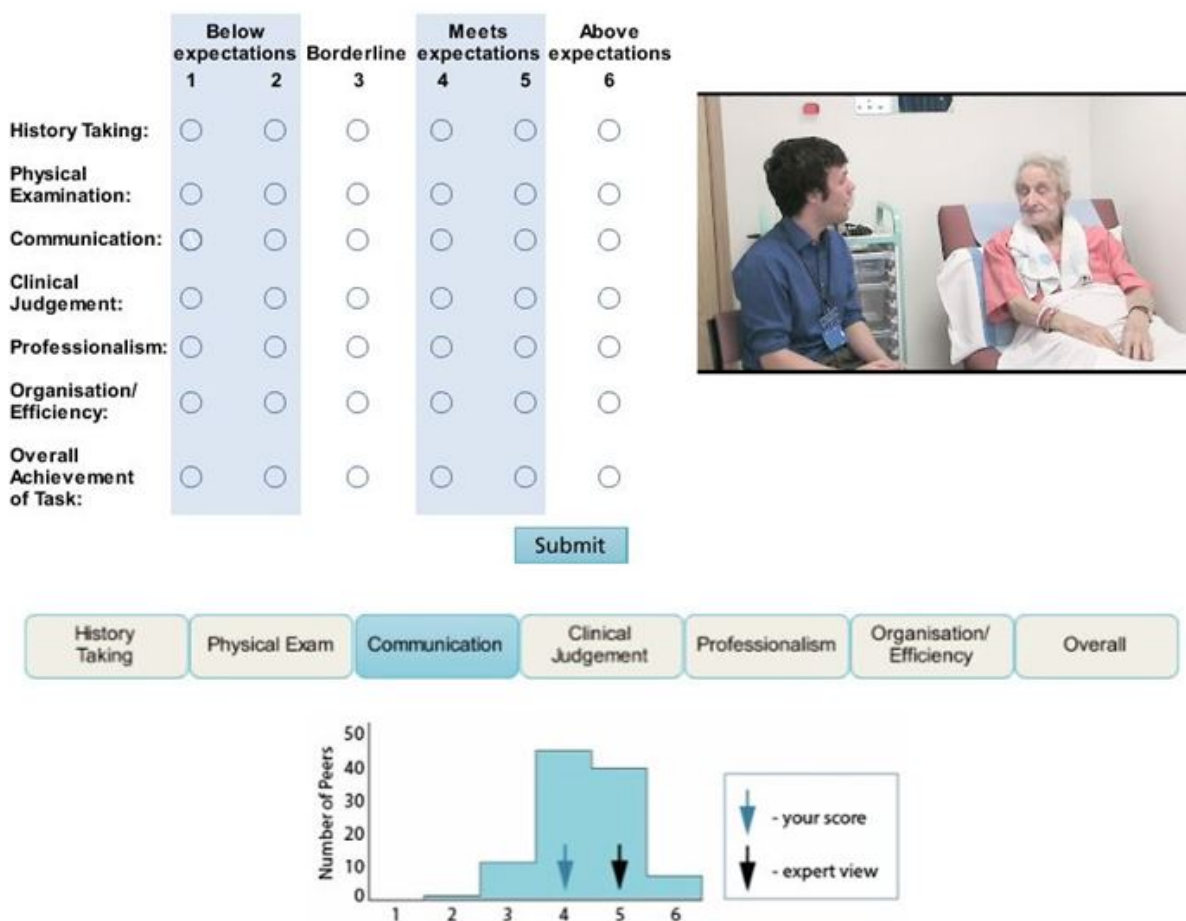 Below
expectations
Borderline
Meets
expectations
Above
expectations
1 2 3 4 5 6
History Taking:
Physical
Examination:
Communication:
Clinical
Judgement:
Professionalism:
Organisation/
Efficiency:
Overall
Achievement
of Task:
Submit
History
Taking
Physical Exam
Communication
Clinical
Judgement
Professionalism
Organisation/
Efficiency
Overall
Number of Peers
50
40
30
20
10
0
1 2 3 4 5 6
- your score
- expert view